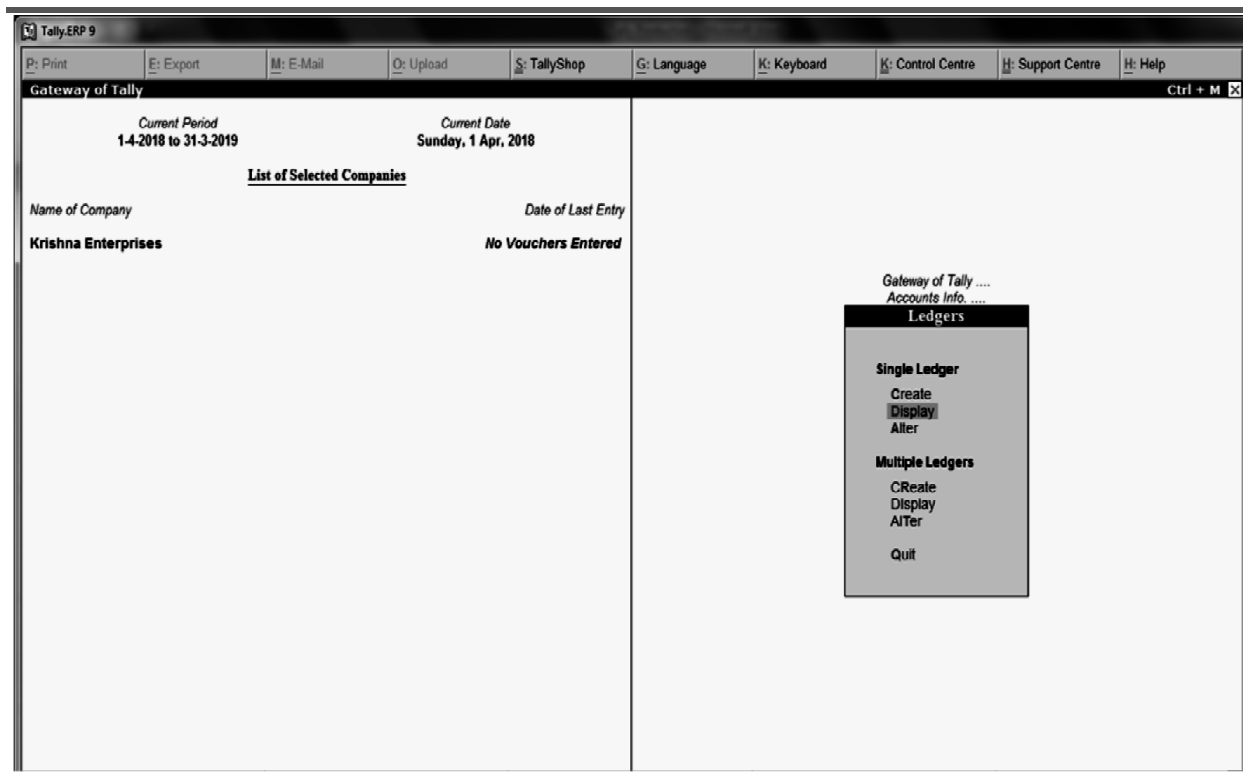 Tally.ERP 9
P: Print E: Export M: E-Mail O: Upload S: TallyShop G: Language K: Keyboard K: Control Centre H: Support Centre H: Help
Gateway of Tally Ctrl + M X
Current Period Current Date
1-4-2018 to 31-3-2019 Sunday, 1 Apr, 2018
List of Selected Companies
Name of Company Date of Last Entry
Krishna Enterprises No Vouchers Entered
Gateway of Tally ....
Accounts Info. ....
Ledgers
Single Ledger
Create
Display
Alter
Multiple Ledgers
CReate
DIsplay
AlTer
Quit